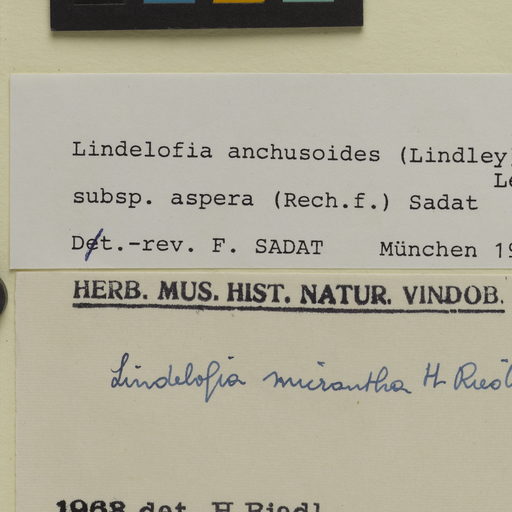 Lindelofia anchusoides (Lindley)
Le
subsp. aspera (Rech.f.) Sadat
Det.-rev. F. SADAT München 19
HERB. MUS. HIST. NATUR. VINDOB.
Lindelofia micrantha H Riedl
1968 det. H. Riedl